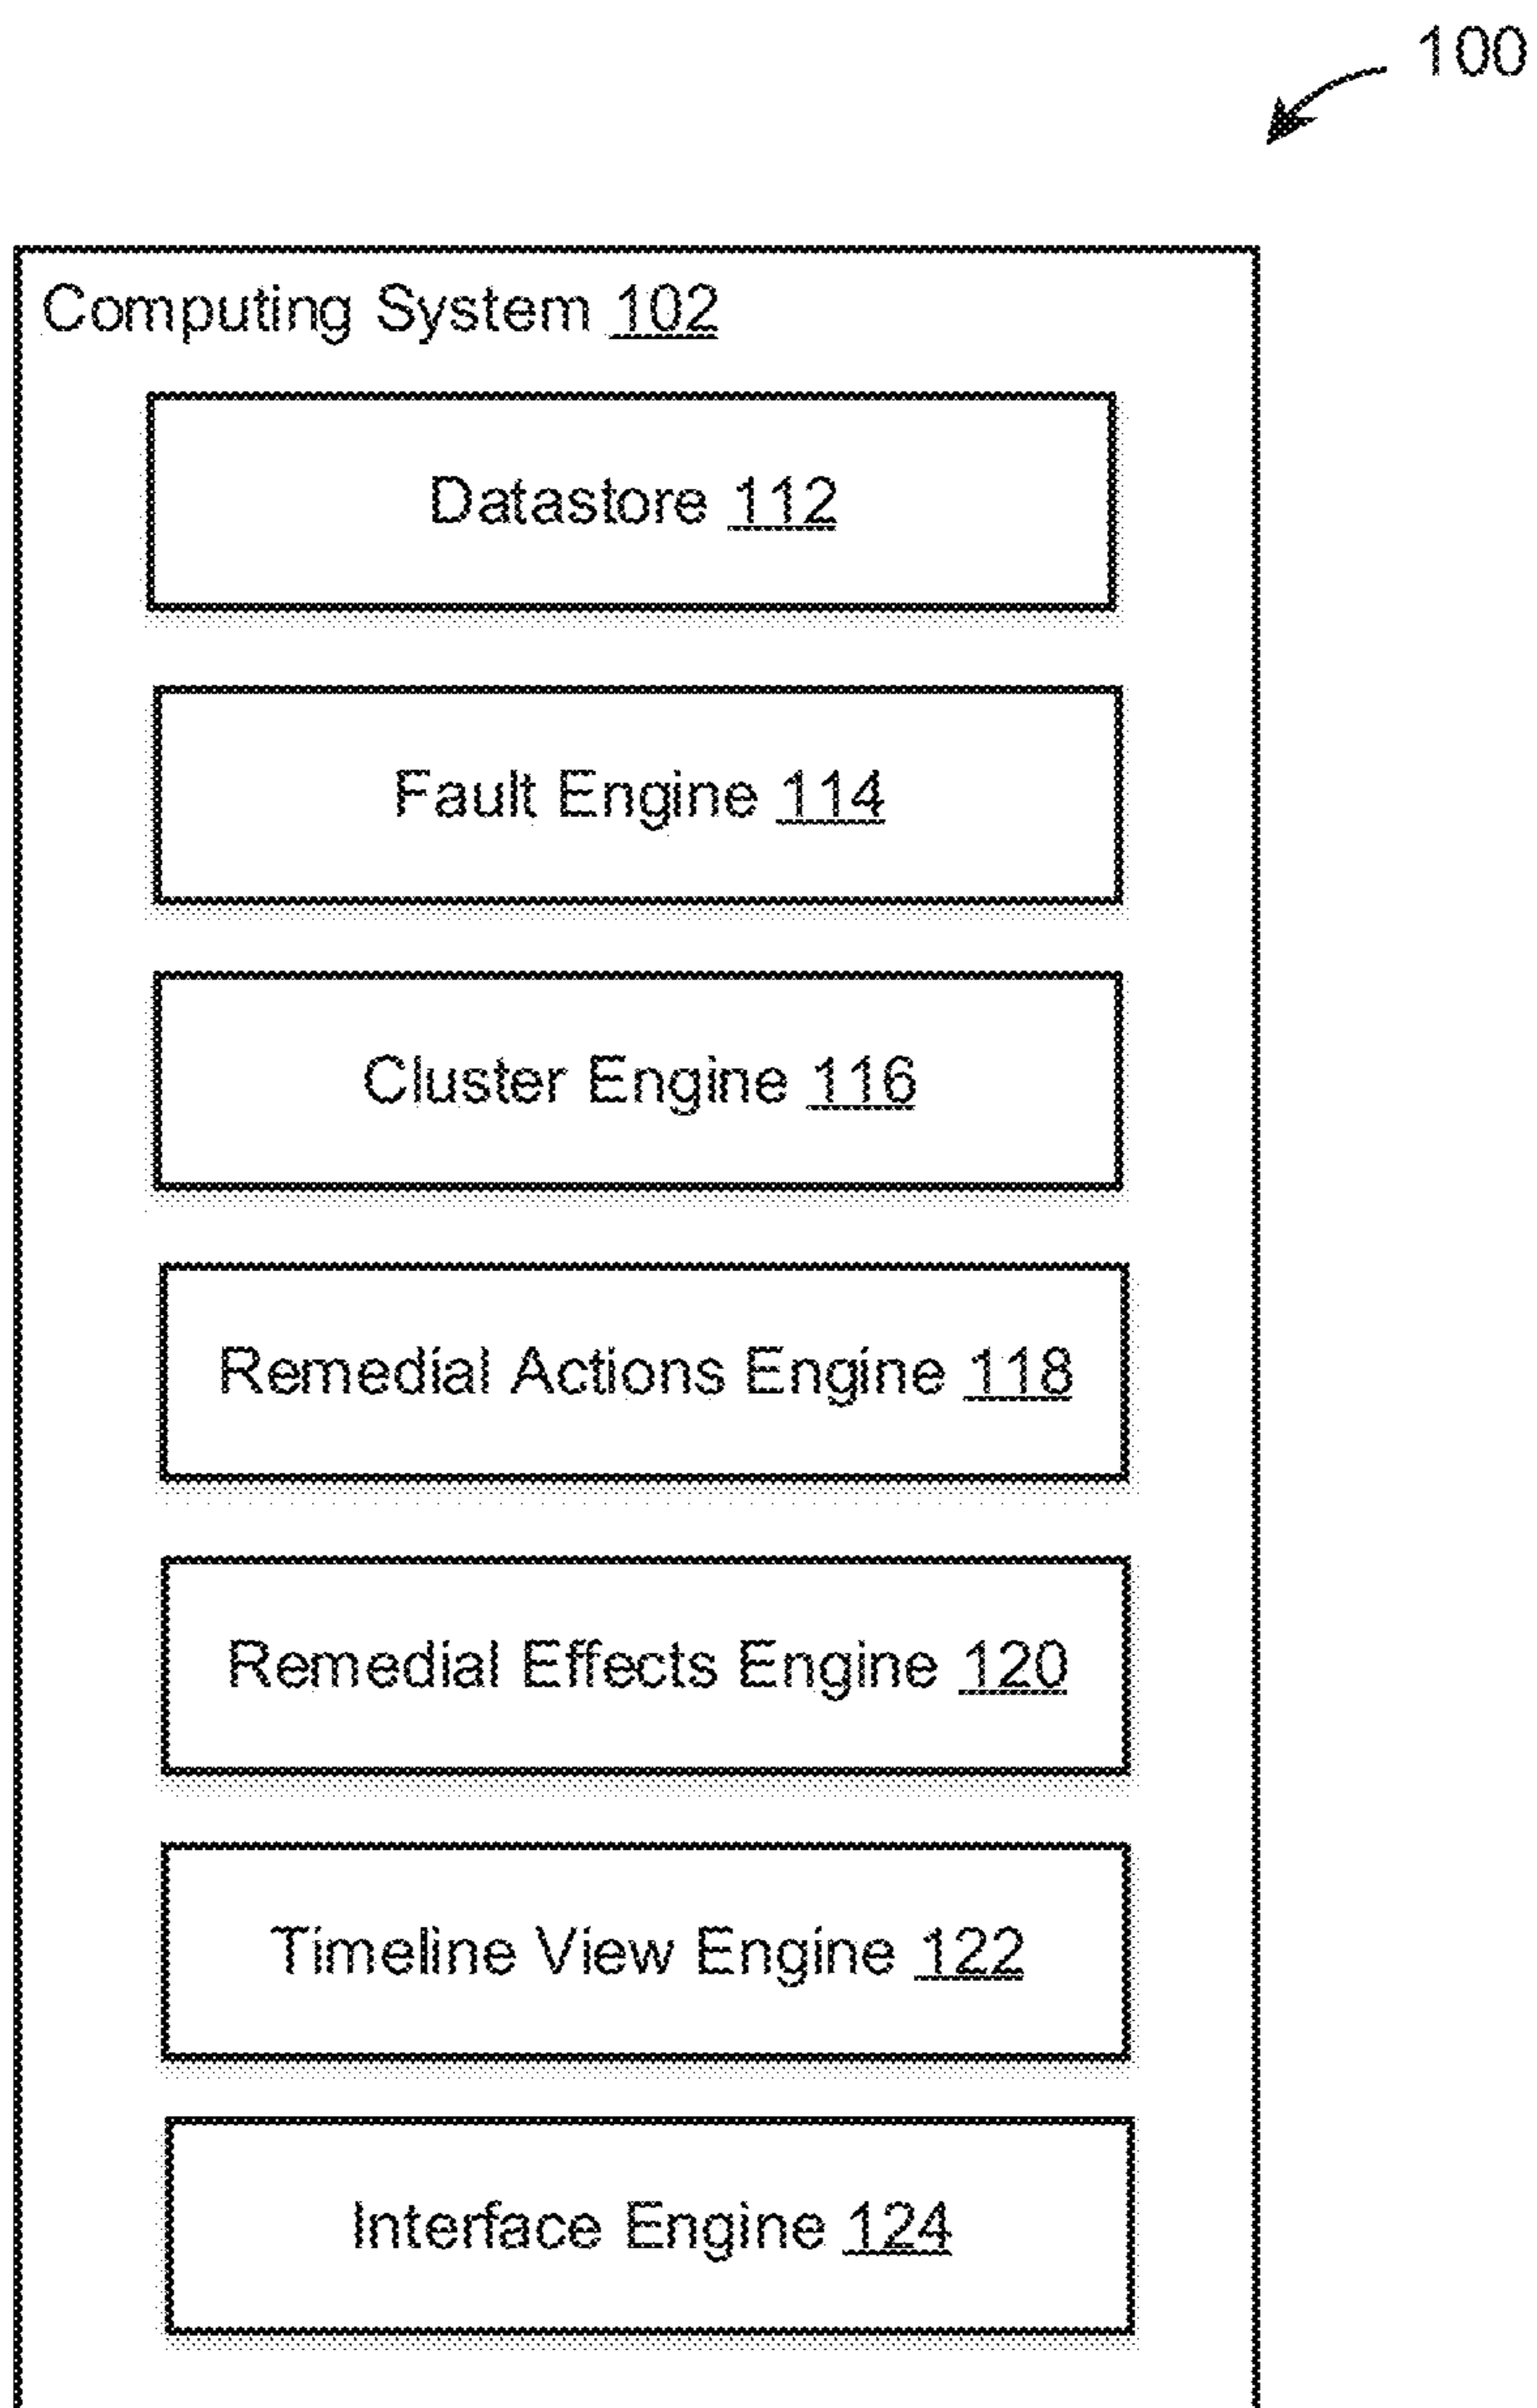 100
Computing System 102
Datastore 112
Fault Engine 114
Cluster Engine 116
Remedial Actions Engine 118
Remedial Effects Engine 120
Timeline View Engine 122
Interface Engine 124